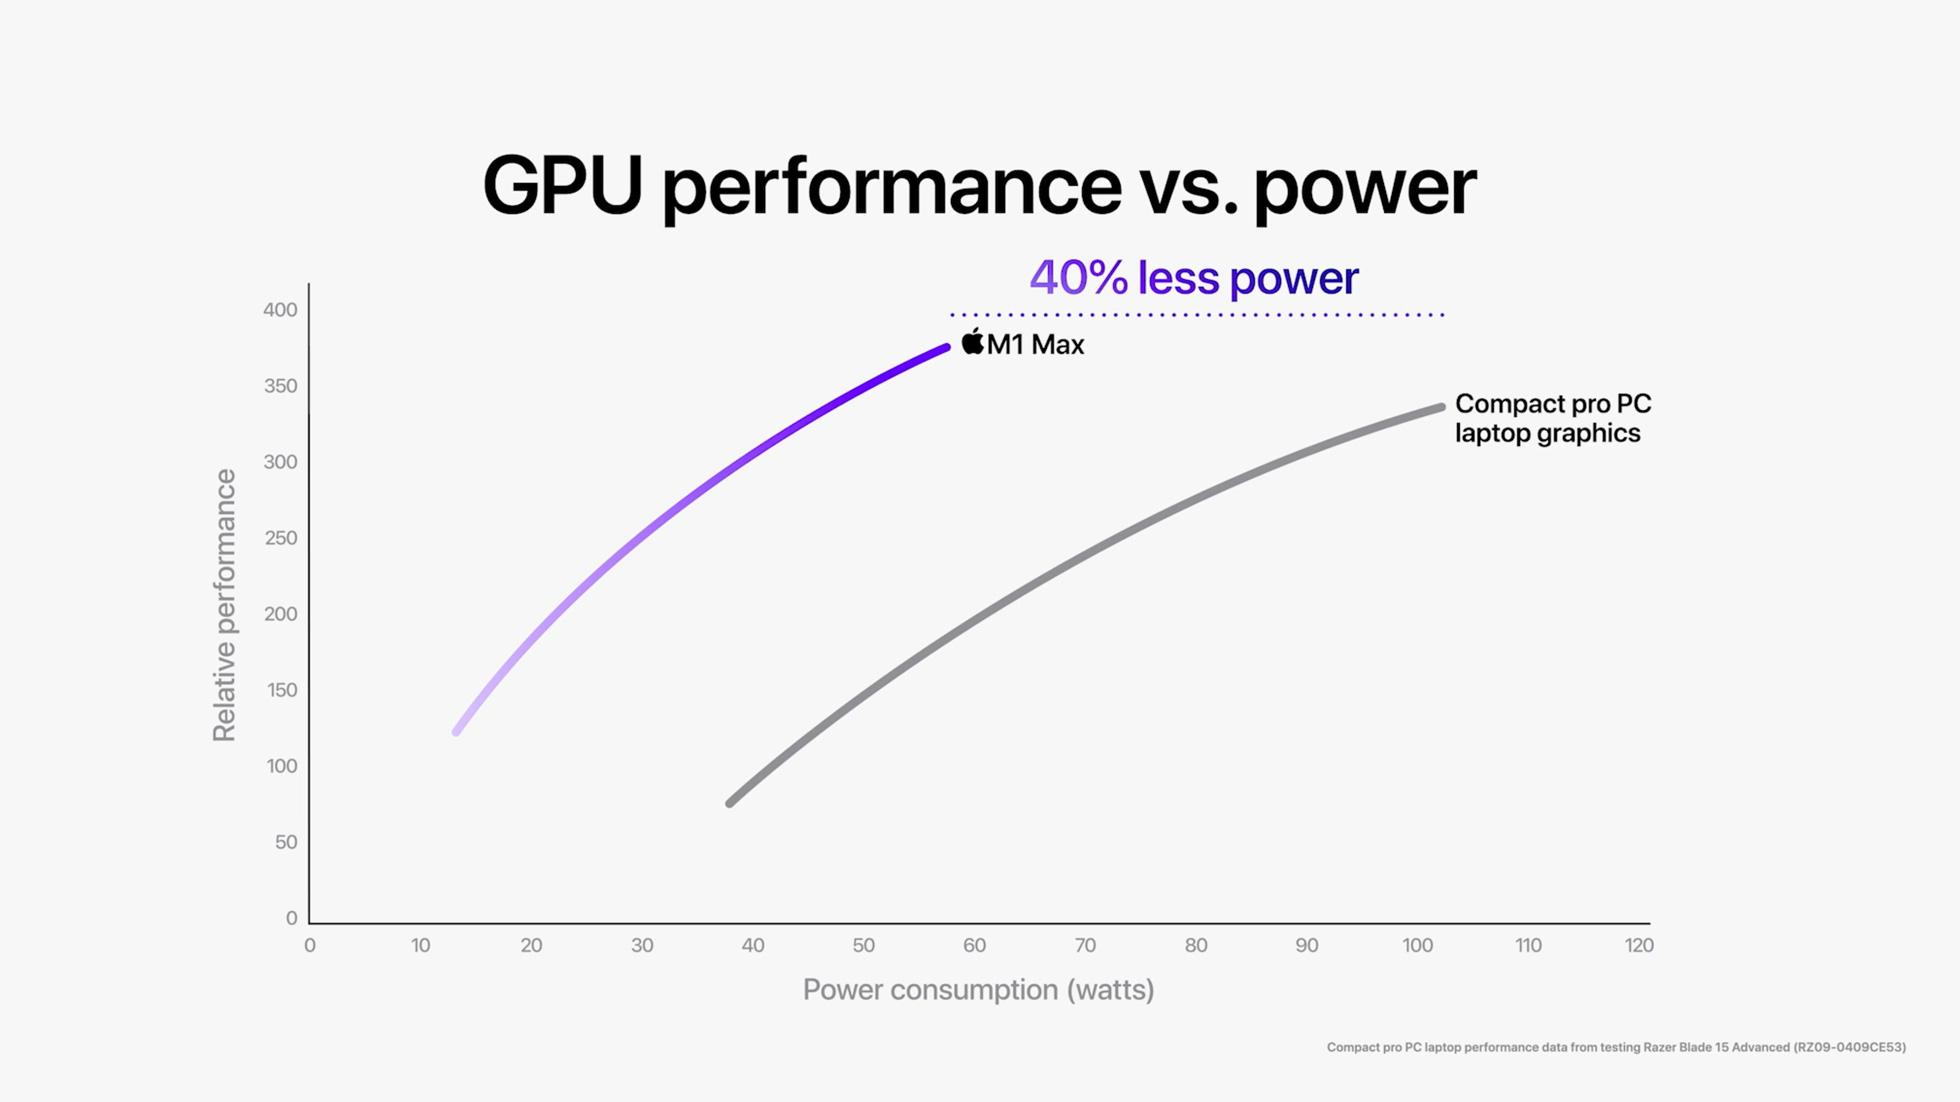 GPU performance vs. power
40% less power
400
M1 Max
350
Compact pro PC
laptop graphics
300
250
200
150
100
50
0
Relative performance
0 10 20 30 40 50 60 70 80 90 100 110 120
Power consumption (watts)
Compact pro PC laptop performance data from testing Razer Blade 15 Advanced (RZ09-0409CE53)